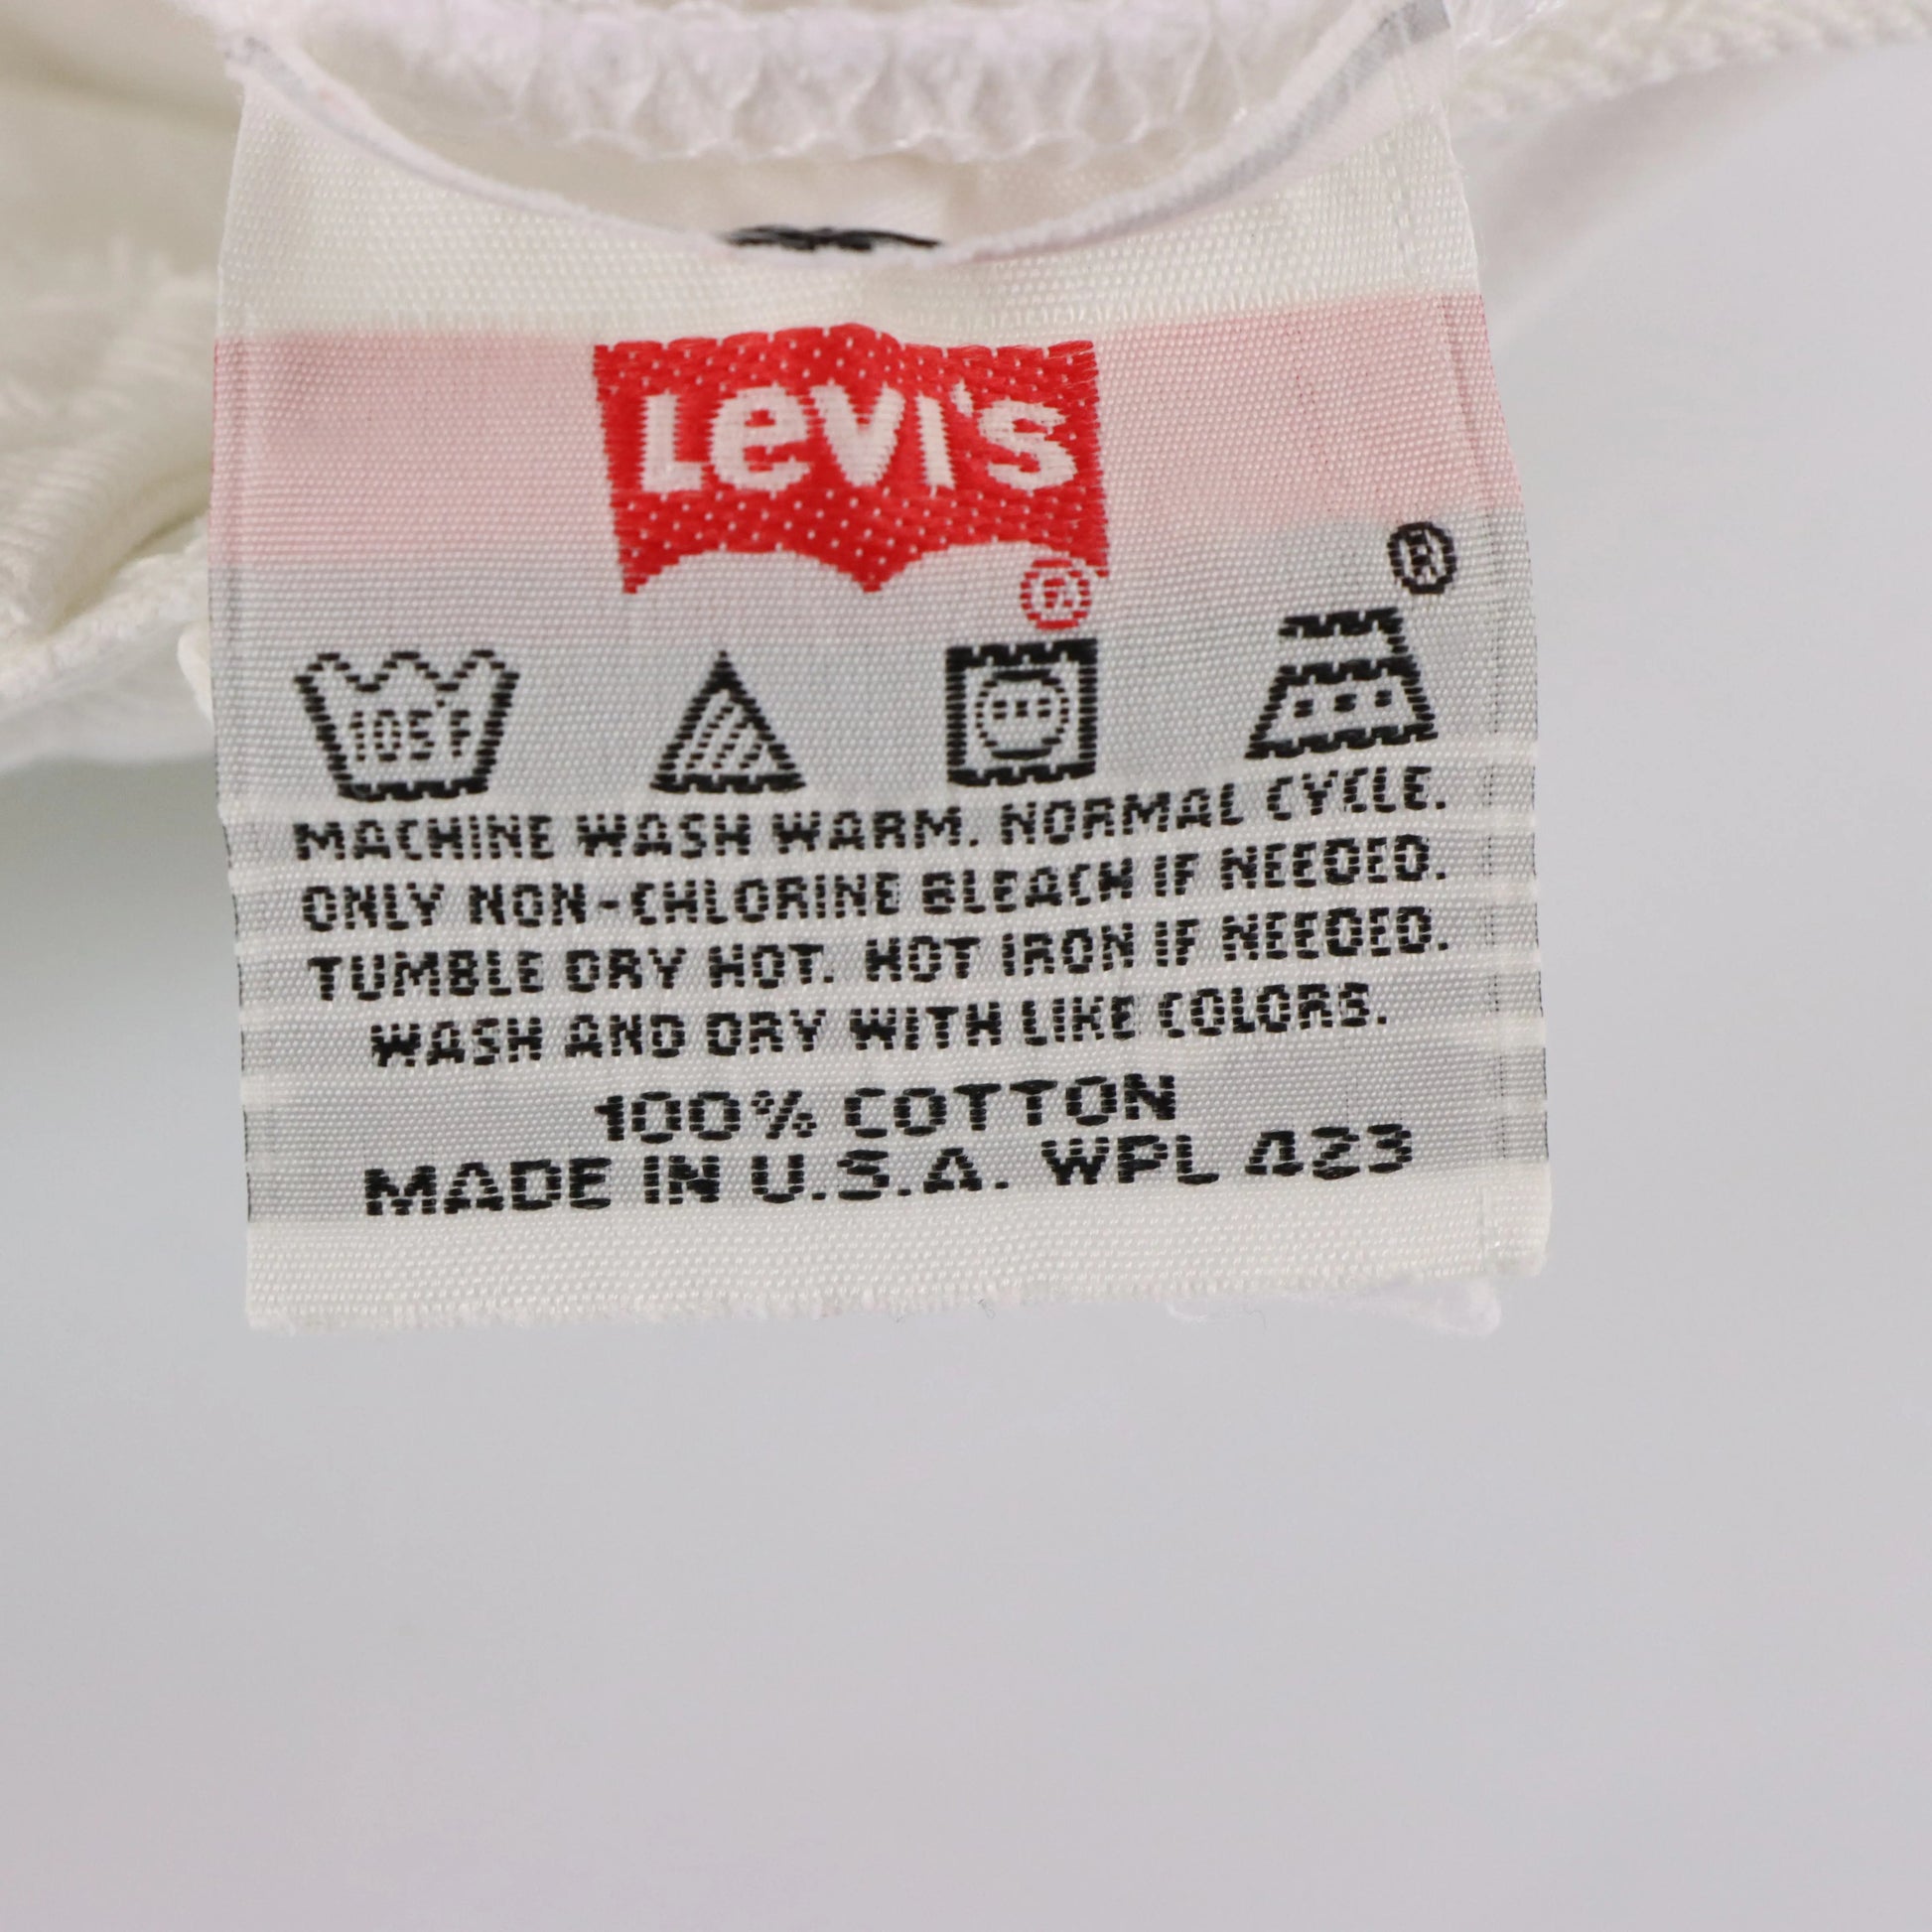 LEVI'S
®
®
105°F
MACHINE WASH WARM. NORMAL CYCLE.
ONLY NON-CHLORINE BLEACH IF NEEDED.
TUMBLE DRY HOT. HOT IRON IF NEEDED.
WASH AND DRY WITH LIKE COLORS.
100% COTTON
MADE IN U.S.A. WPL 423